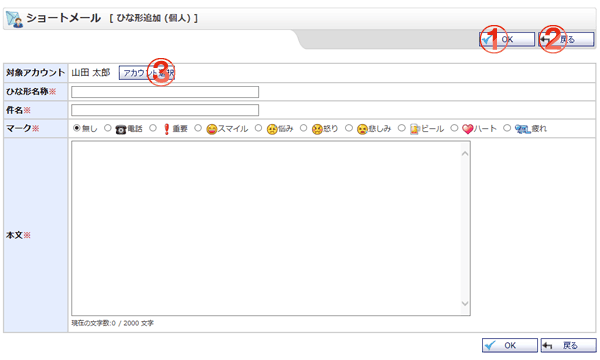 ショートメール [ ひな形追加 (個人) ]
① OK ② 戻る
対象アカウント 山田 太郎 アカウント選択 ③
ひな形名称※
件名※
マーク※ 無し 電話 重要 スマイル 悩み 怒り 悲しみ ビール ハート 疲れ
本文※
現在の文字数:0 / 2000 文字
OK 戻る